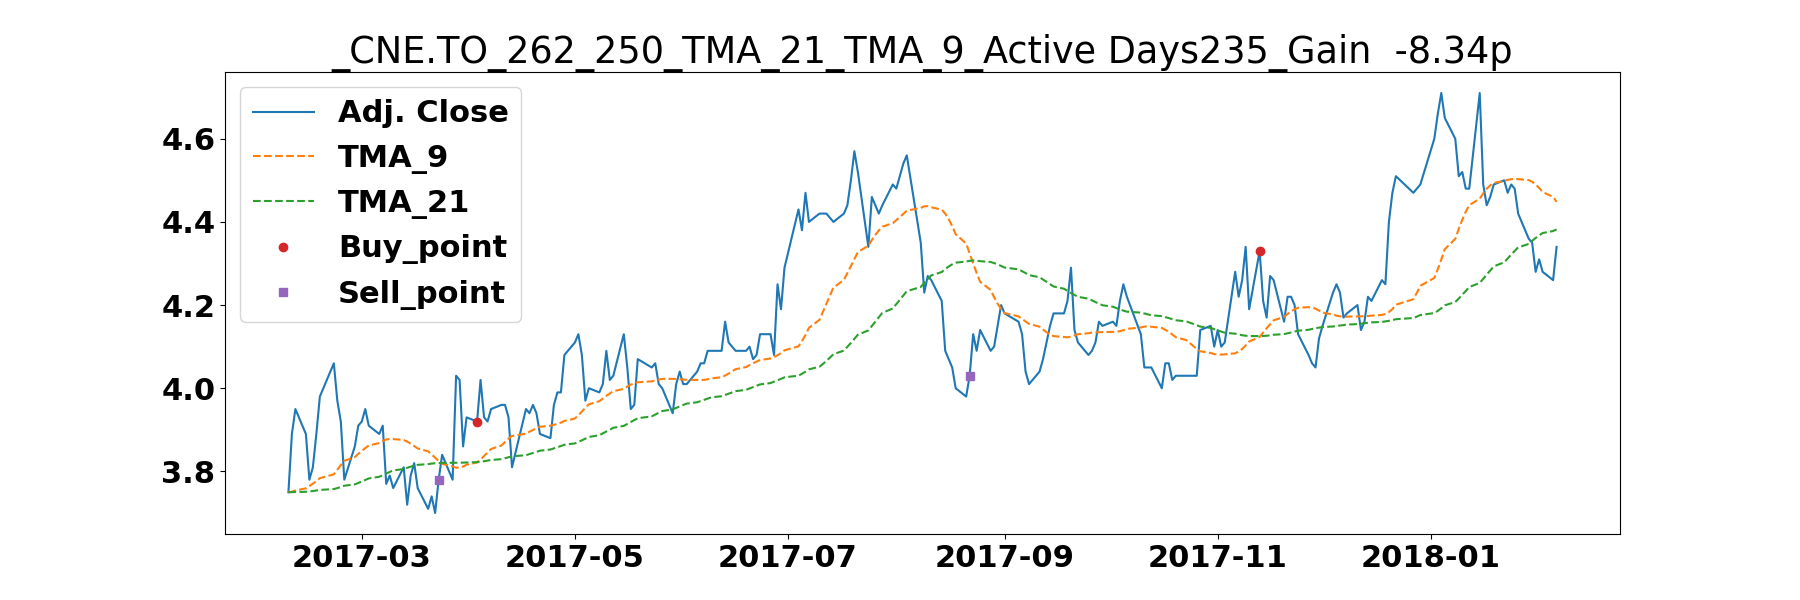 _CNE.TO_262_250_TMA_21_TMA_9_Active Days235_Gain  -8.34p
Adj. Close
TMA_9
TMA_21
Buy_point
Sell_point
4.6
4.4
4.2
4.0
3.8
2017-03 2017-05 2017-07 2017-09 2017-11 2018-01